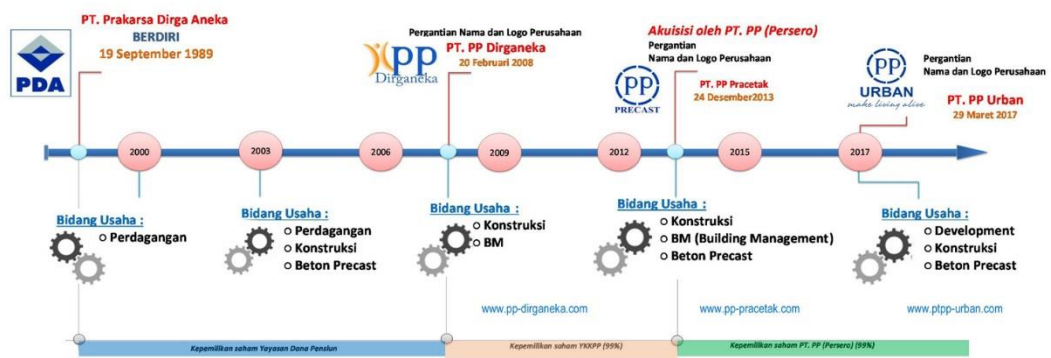 PDA
PT. Prakarsa Dirga Aneka
BERDIRI
19 September 1989
pp
Dirganeka
Pergantian Nama dan Logo Perusahaan
PT. PP Dirganeka
20 Februari 2008
PP
PRECAST
Akuisisi oleh PT. PP (Persero)
Pergantian
Nama dan Logo Perusahaan
PT. PP Pracetak
24 Desember2013
PP
URBAN
make living alive
Pergantian
Nama dan Logo Perusahaan
PT. PP Urban
29 Maret 2017
2000
2003
2006
2009
2012
2015
2017
Bidang Usaha :
Perdagangan
Bidang Usaha :
Perdagangan
Konstruksi
Beton Precast
Bidang Usaha :
Konstruksi
BM
Bidang Usaha :
Konstruksi
BM (Building Management)
Beton Precast
Bidang Usaha :
Development
Konstruksi
Beton Precast
www.pp-dirganeka.com
www.pp-pracetak.com
www.ptpp-urban.com
Kepemilikan saham Yayasan Dana Pensiun
Kepemilikan saham YKKPP (99%)
Kepemilikan saham PT. PP (Persero) (99%)